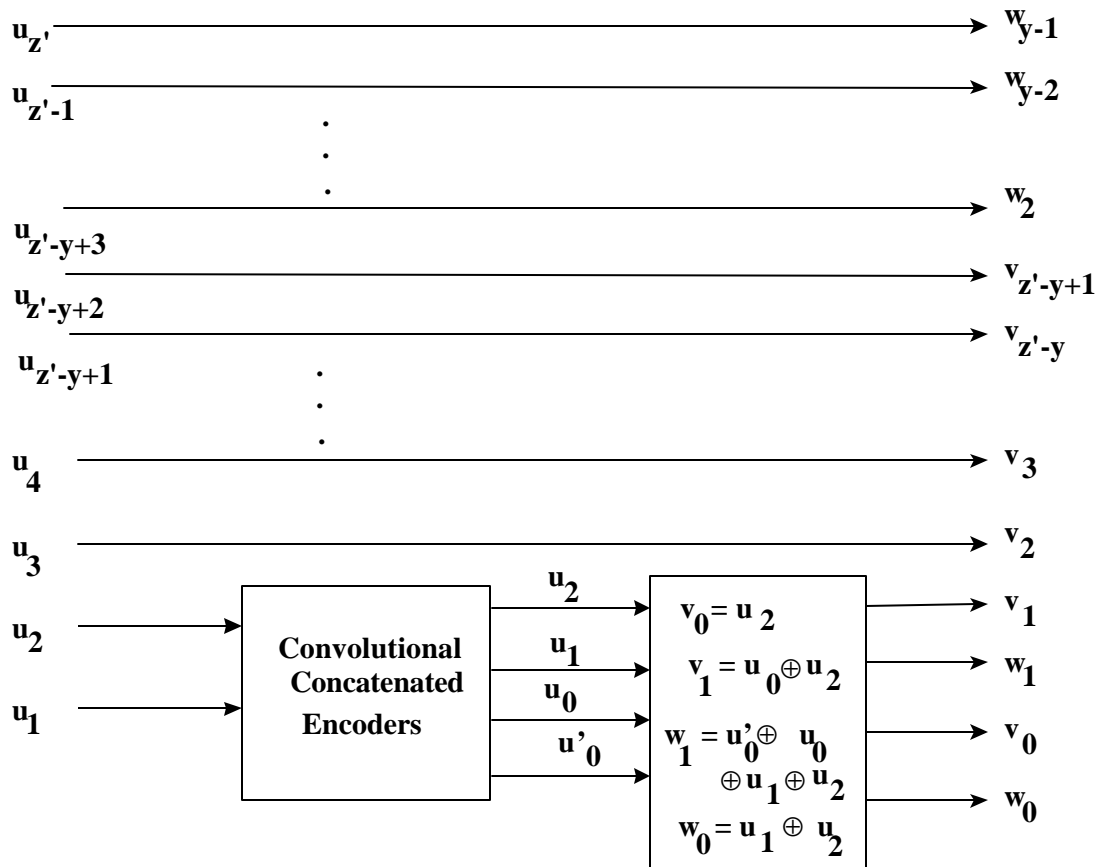 u_{z'} w_{y-1}
u_{z'-1} w_{y-2}
.
.
.
w_2
u_{z'-y+3}
v_{z'-y+1}
u_{z'-y+2}
v_{z'-y}
u_{z'-y+1}
.
.
.
u_4 v_3
u_3 v_2
u_2
v_0 = u_2
v_1
u_2
Convolutional
Concatenated
Encoders
u_1
v_1 = u_0 ⊕ u_2
w_1
u_1
u_0
w_1 = u'_0 ⊕ u_0
⊕ u_1 ⊕ u_2
v_0
u’_0
w_0 = u_1 ⊕ u_2
w_0